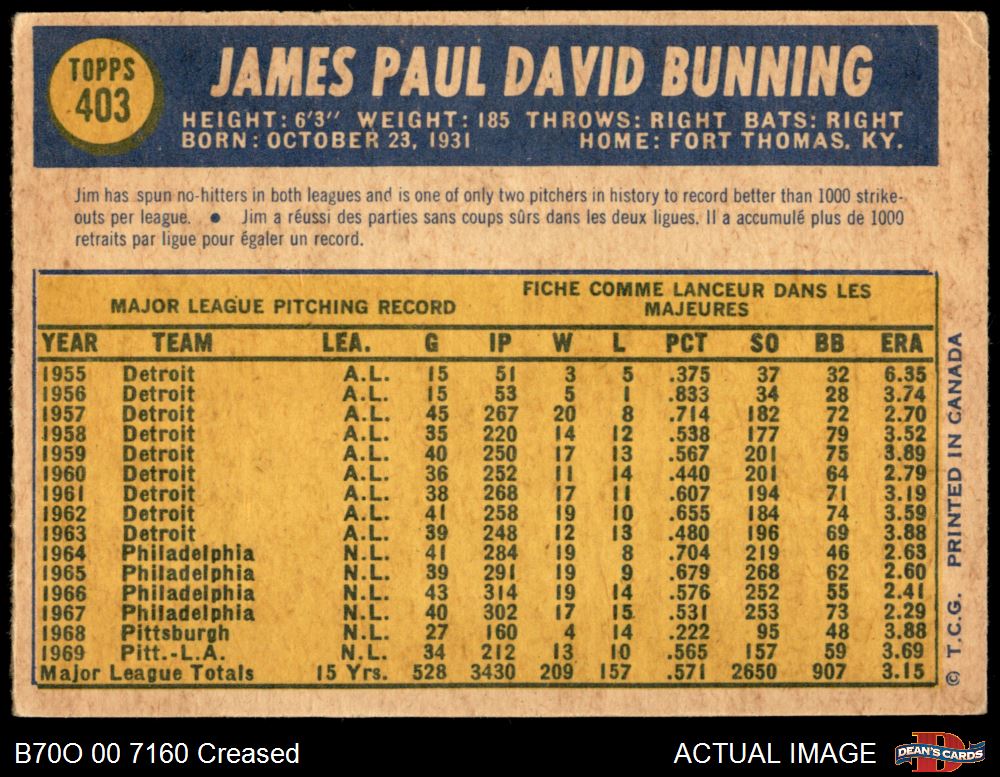 TOPPS
403
JAMES PAUL DAVID BUNNING
HEIGHT: 6'3" WEIGHT: 185 THROWS: RIGHT BATS: RIGHT
BORN: OCTOBER 23, 1931 HOME: FORT THOMAS, KY.
Jim has spun no-hitters in both leagues and is one of only two pitchers in history to record better than 1000 strike-
outs per league. • Jim a réussi des parties sans coups sûrs dans les deux ligues. Il a accumulé plus de 1000
retraits par ligue pour égaler un record.
MAJOR LEAGUE PITCHING RECORD
FICHE COMME LANCEUR DANS LES
MAJEURES
YEAR TEAM LEA. G IP W L PCT SO BB ERA
1955 Detroit A.L. 15 51 3 5 .375 37 32 6.35
1956 Detroit A.L. 15 53 5 1 .833 34 28 3.74
1957 Detroit A.L. 45 267 20 8 .714 182 72 2.70
1958 Detroit A.L. 35 220 14 12 .538 177 79 3.52
1959 Detroit A.L. 40 250 17 13 .567 201 75 3.89
1960 Detroit A.L. 36 252 11 14 .440 201 64 2.79
1961 Detroit A.L. 38 268 17 11 .607 194 71 3.19
1962 Detroit A.L. 41 258 19 10 .655 184 74 3.59
1963 Detroit A.L. 39 248 12 13 .480 196 69 3.88
1964 Philadelphia N.L. 41 284 19 8 .704 219 46 2.63
1965 Philadelphia N.L. 39 291 19 9 .679 268 62 2.60
1966 Philadelphia N.L. 43 314 19 14 .576 252 55 2.41
1967 Philadelphia N.L. 40 302 17 15 .531 253 73 2.29
1968 Pittsburgh N.L. 27 160 4 14 .222 95 48 3.88
1969 Pitt.-L.A. N.L. 34 212 13 10 .565 157 59 3.69
Major League Totals 15 Yrs. 528 3430 209 157 .571 2650 907 3.15
© T.C.G. PRINTED IN CANADA
B70O 00 7160 Creased
ACTUAL IMAGE
DEAN'S CARDS